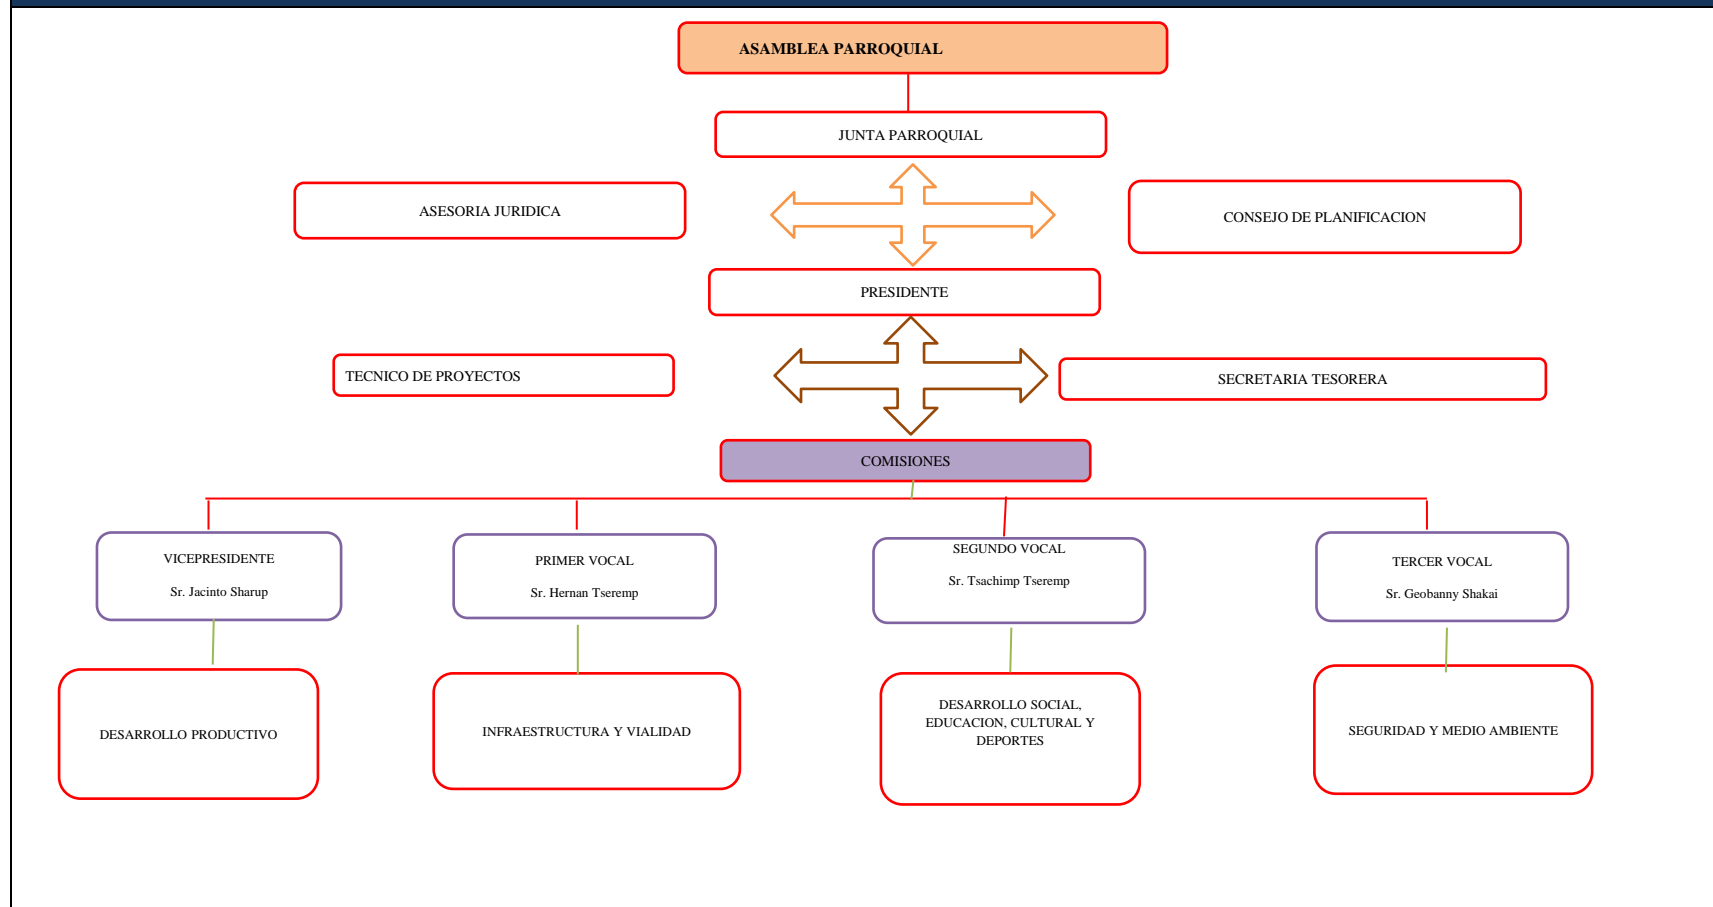 ASAMBLEA PARROQUIAL
JUNTA PARROQUIAL
ASESORIA JURIDICA
CONSEJO DE PLANIFICACION
PRESIDENTE
TECNICO DE PROYECTOS
SECRETARIA TESORERA
COMISIONES
VICEPRESIDENTE
Sr. Jacinto Sharup
PRIMER VOCAL
Sr. Hernan Tseremp
SEGUNDO VOCAL
Sr. Tsachimp Tseremp
TERCER VOCAL
Sr. Geobanny Shakai
DESARROLLO PRODUCTIVO
INFRAESTRUCTURA Y VIALIDAD
DESARROLLO SOCIAL,
EDUCACION, CULTURAL Y
DEPORTES
SEGURIDAD Y MEDIO AMBIENTE